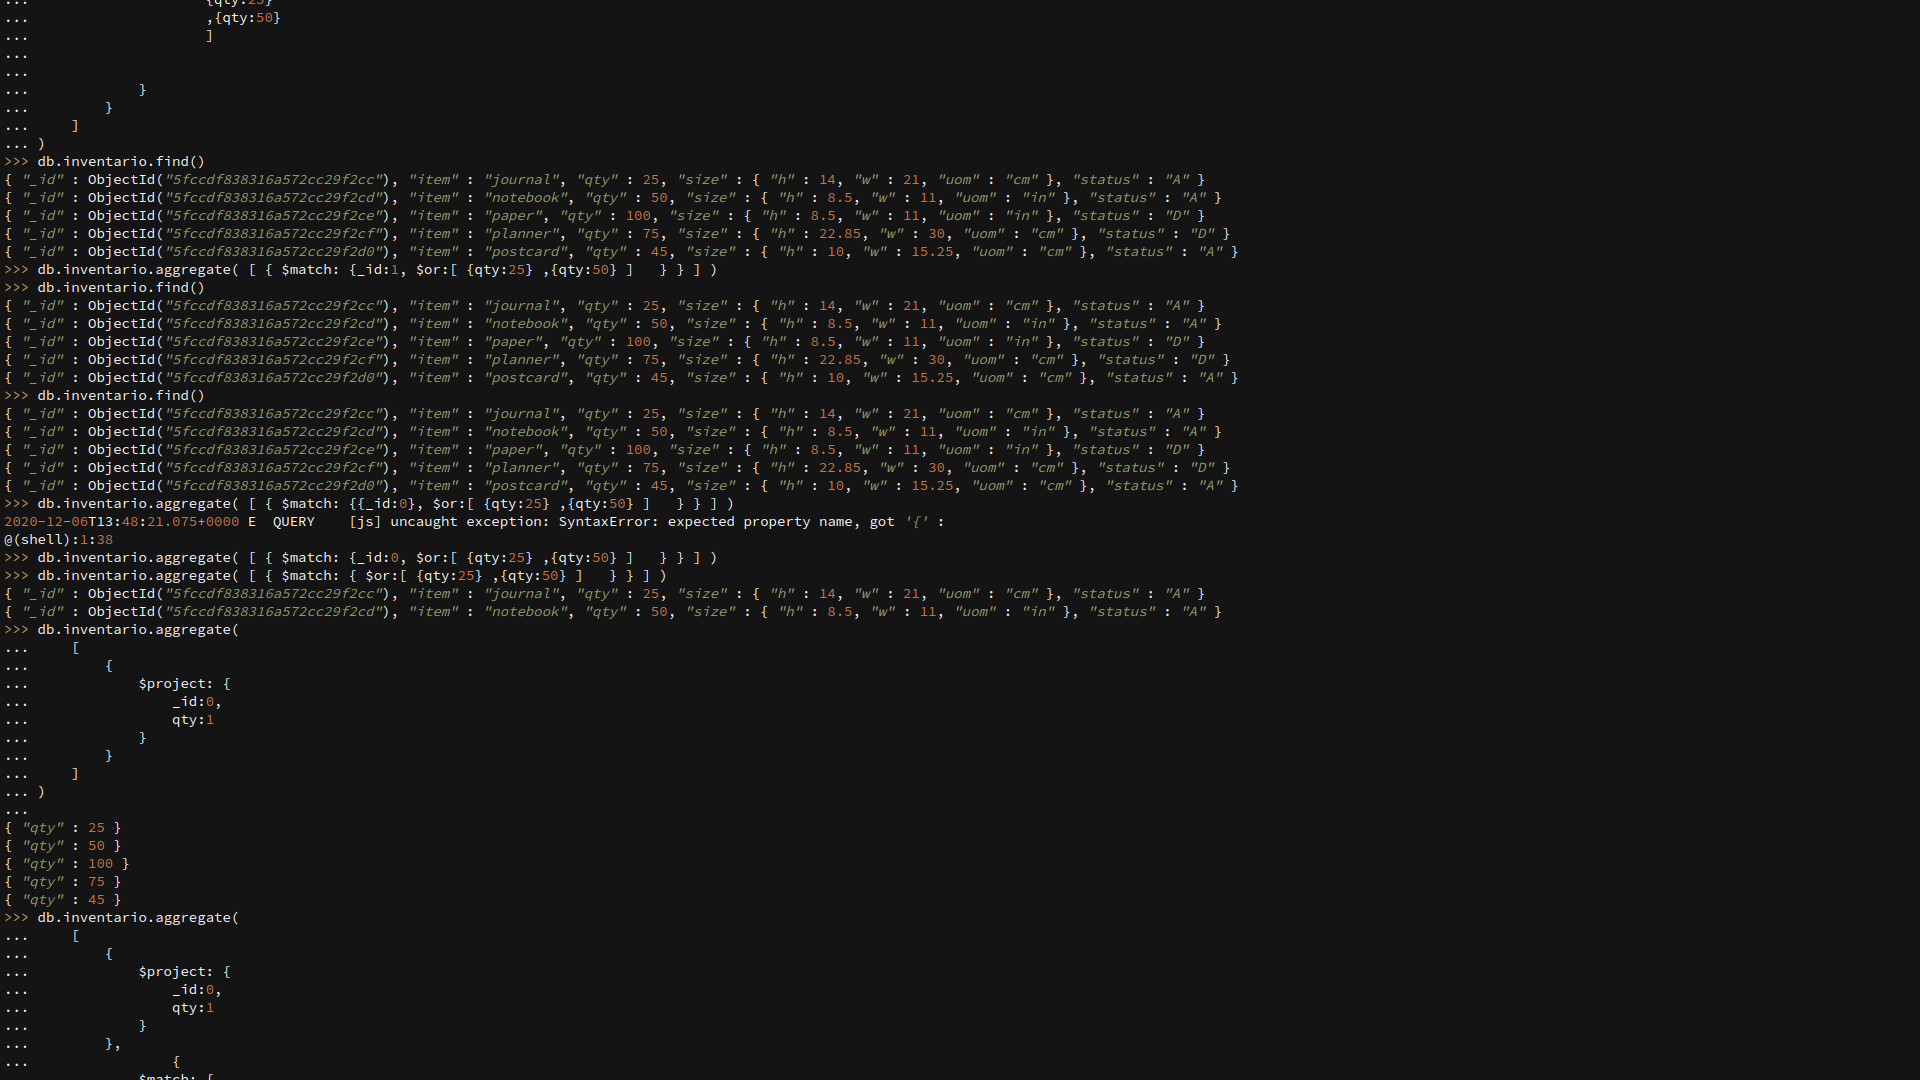 ...                     {qty:25}
...                     ,{qty:50}
...                     ]
...
...
...             }
...         }
...     ]
... )
>>> db.inventario.find()
{ "_id" : ObjectId("5fccdf838316a572cc29f2cc"), "item" : "journal", "qty" : 25, "size" : { "h" : 14, "w" : 21, "uom" : "cm" }, "status" : "A" }
{ "_id" : ObjectId("5fccdf838316a572cc29f2cd"), "item" : "notebook", "qty" : 50, "size" : { "h" : 8.5, "w" : 11, "uom" : "in" }, "status" : "A" }
{ "_id" : ObjectId("5fccdf838316a572cc29f2ce"), "item" : "paper", "qty" : 100, "size" : { "h" : 8.5, "w" : 11, "uom" : "in" }, "status" : "D" }
{ "_id" : ObjectId("5fccdf838316a572cc29f2cf"), "item" : "planner", "qty" : 75, "size" : { "h" : 22.85, "w" : 30, "uom" : "cm" }, "status" : "D" }
{ "_id" : ObjectId("5fccdf838316a572cc29f2d0"), "item" : "postcard", "qty" : 45, "size" : { "h" : 10, "w" : 15.25, "uom" : "cm" }, "status" : "A" }
>>> db.inventario.aggregate( [ { $match: {_id:1, $or:[ {qty:25} ,{qty:50} ]   } } ] )
>>> db.inventario.find()
{ "_id" : ObjectId("5fccdf838316a572cc29f2cc"), "item" : "journal", "qty" : 25, "size" : { "h" : 14, "w" : 21, "uom" : "cm" }, "status" : "A" }
{ "_id" : ObjectId("5fccdf838316a572cc29f2cd"), "item" : "notebook", "qty" : 50, "size" : { "h" : 8.5, "w" : 11, "uom" : "in" }, "status" : "A" }
{ "_id" : ObjectId("5fccdf838316a572cc29f2ce"), "item" : "paper", "qty" : 100, "size" : { "h" : 8.5, "w" : 11, "uom" : "in" }, "status" : "D" }
{ "_id" : ObjectId("5fccdf838316a572cc29f2cf"), "item" : "planner", "qty" : 75, "size" : { "h" : 22.85, "w" : 30, "uom" : "cm" }, "status" : "D" }
{ "_id" : ObjectId("5fccdf838316a572cc29f2d0"), "item" : "postcard", "qty" : 45, "size" : { "h" : 10, "w" : 15.25, "uom" : "cm" }, "status" : "A" }
>>> db.inventario.find()
{ "_id" : ObjectId("5fccdf838316a572cc29f2cc"), "item" : "journal", "qty" : 25, "size" : { "h" : 14, "w" : 21, "uom" : "cm" }, "status" : "A" }
{ "_id" : ObjectId("5fccdf838316a572cc29f2cd"), "item" : "notebook", "qty" : 50, "size" : { "h" : 8.5, "w" : 11, "uom" : "in" }, "status" : "A" }
{ "_id" : ObjectId("5fccdf838316a572cc29f2ce"), "item" : "paper", "qty" : 100, "size" : { "h" : 8.5, "w" : 11, "uom" : "in" }, "status" : "D" }
{ "_id" : ObjectId("5fccdf838316a572cc29f2cf"), "item" : "planner", "qty" : 75, "size" : { "h" : 22.85, "w" : 30, "uom" : "cm" }, "status" : "D" }
{ "_id" : ObjectId("5fccdf838316a572cc29f2d0"), "item" : "postcard", "qty" : 45, "size" : { "h" : 10, "w" : 15.25, "uom" : "cm" }, "status" : "A" }
>>> db.inventario.aggregate( [ { $match: {{_id:0}, $or:[ {qty:25} ,{qty:50} ]   } } ] )
2020-12-06T13:48:21.075+0000 E  QUERY    [js] uncaught exception: SyntaxError: expected property name, got '{' :
@(shell):1:38
>>> db.inventario.aggregate( [ { $match: {_id:0, $or:[ {qty:25} ,{qty:50} ]   } } ] )
>>> db.inventario.aggregate( [ { $match: { $or:[ {qty:25} ,{qty:50} ]   } } ] )
{ "_id" : ObjectId("5fccdf838316a572cc29f2cc"), "item" : "journal", "qty" : 25, "size" : { "h" : 14, "w" : 21, "uom" : "cm" }, "status" : "A" }
{ "_id" : ObjectId("5fccdf838316a572cc29f2cd"), "item" : "notebook", "qty" : 50, "size" : { "h" : 8.5, "w" : 11, "uom" : "in" }, "status" : "A" }
>>> db.inventario.aggregate(
...     [
...         {
...             $project: {
...                 _id:0,
...                 qty:1
...             }
...         }
...     ]
... )
...
{ "qty" : 25 }
{ "qty" : 50 }
{ "qty" : 100 }
{ "qty" : 75 }
{ "qty" : 45 }
>>> db.inventario.aggregate(
...     [
...         {
...             $project: {
...                 _id:0,
...                 qty:1
...             }
...         },
...                 {
...             $match: {